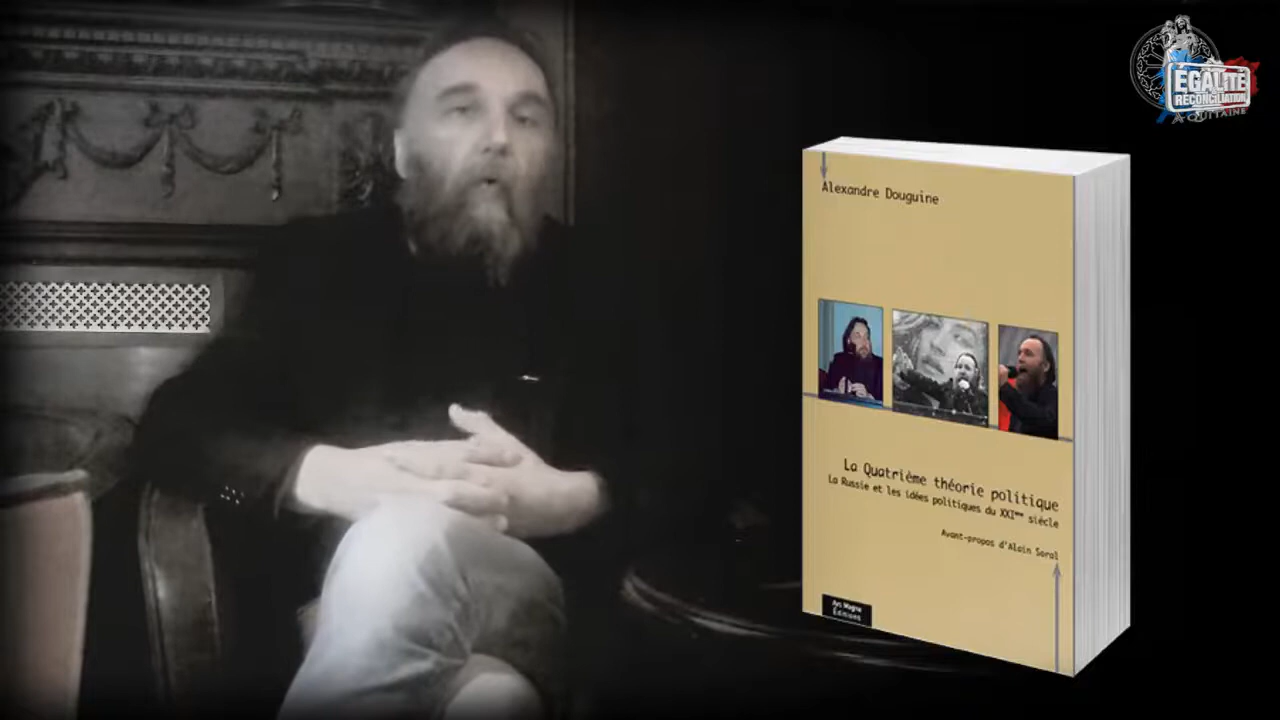 EGALITÉ
RÉCONCILIATION
AQUITAINE
Alexandre Douguine
La Quatrième théorie politique
La Russie et les idées politiques du XXIème siècle
Avant-propos d'Alain Soral
Ars Magna
Éditions